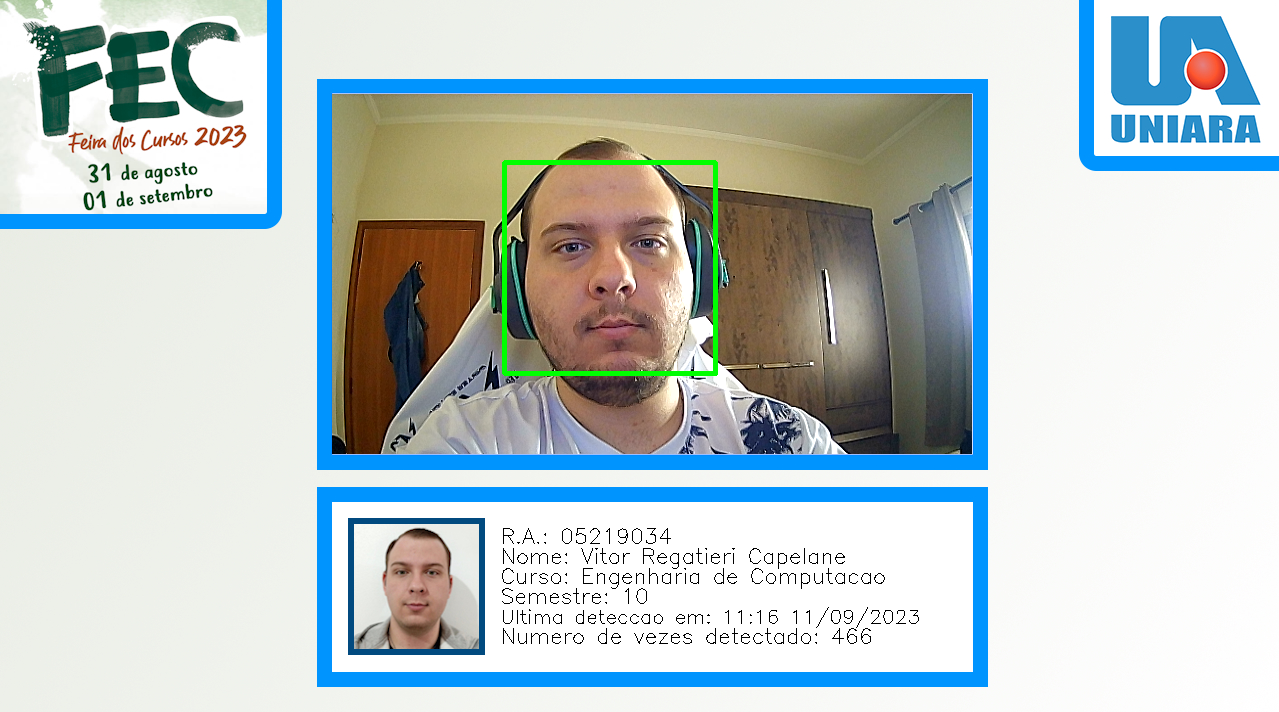 FEC
Feira dos Cursos 2023
31 de agosto
01 de setembro
UA
UNIARA
R.A.: 05219034
Nome: Vitor Regatieri Capelane
Curso: Engenharia de Computacao
Semestre: 10
Ultima deteccao em: 11:16 11/09/2023
Numero de vezes detectado: 466